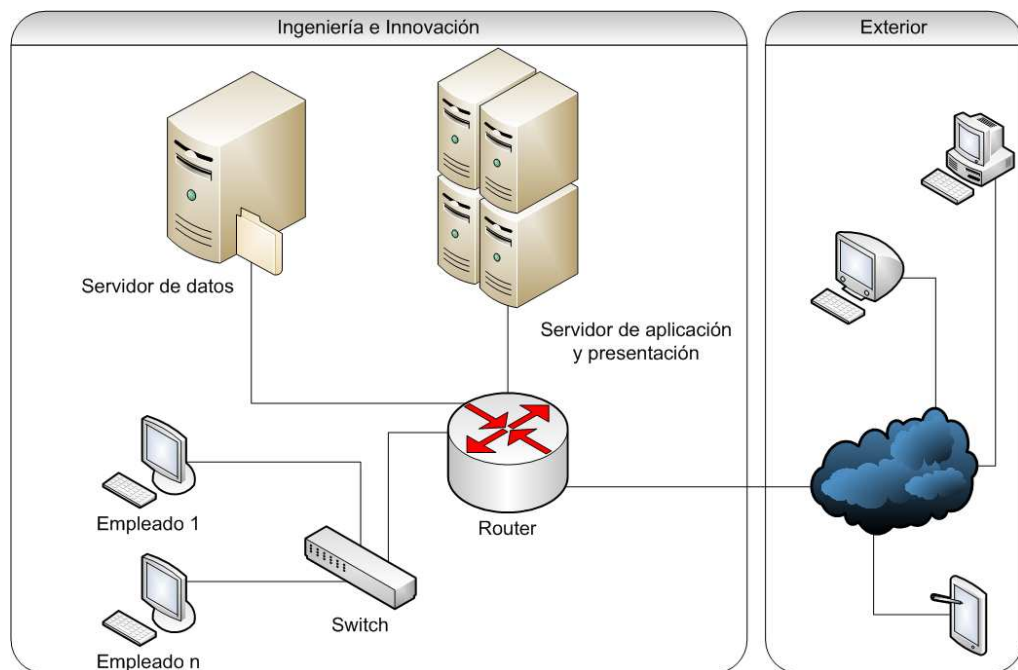 Ingeniería e Innovación
Exterior
Servidor de datos
Servidor de aplicación
y presentación
Empleado 1
Router
Switch
Empleado n